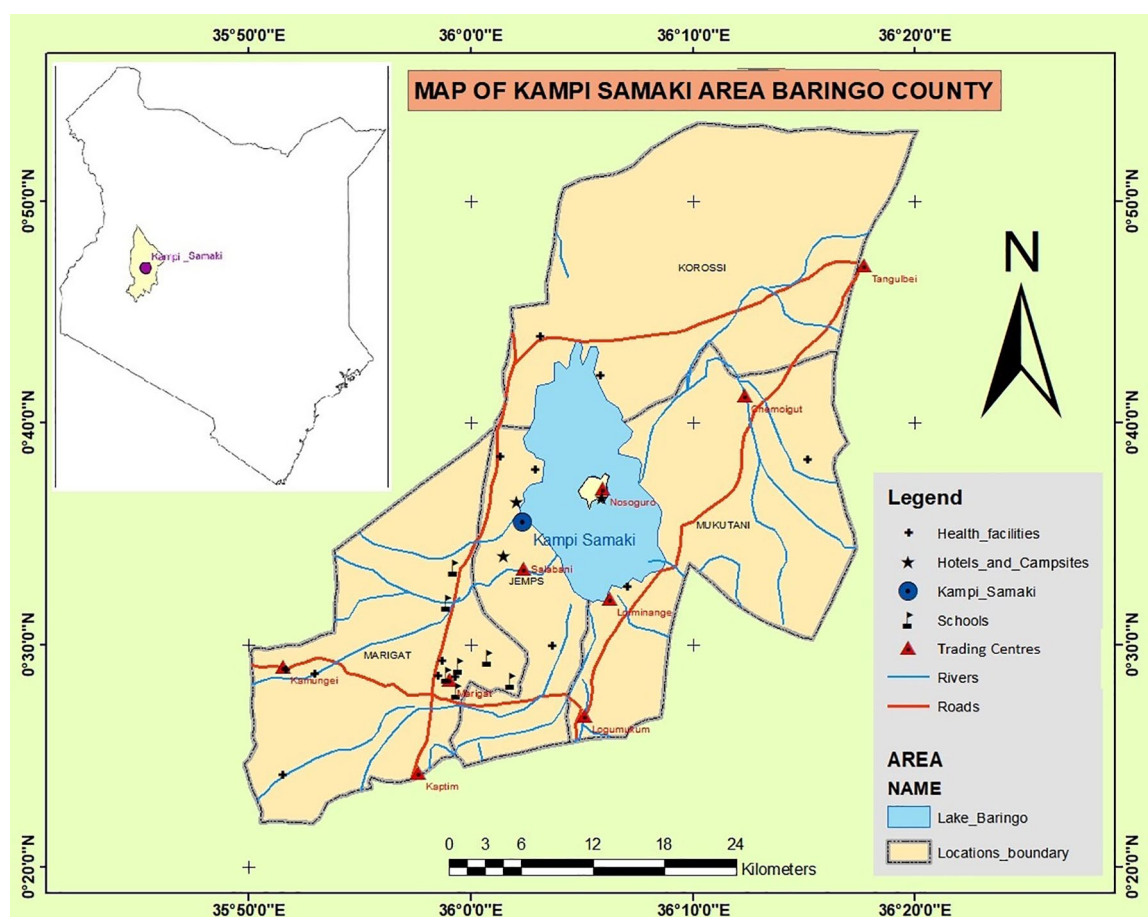 35°50'0"E 36°0'0"E 36°10'0"E 36°20'0"E
MAP OF KAMPI SAMAKI AREA BARINGO COUNTY
0°50'0"N
0°50'0"N
Kampi _Samaki
KOROSSI
Tangulbei
N
0°40'0"N
0°40'0"N
Chemoigut
Nosoguro
MUKUTANI
Kampi Samaki
Salabani
JEMPS
Loiminange
0°30'0"N
0°30'0"N
MARIGAT
Kamungei
Marigat
Logumukum
Kaptim
Legend
Health_facilities
Hotels_and_Campsites
Kampi_Samaki
Schools
Trading Centres
Rivers
Roads
AREA
NAME
Lake_Baringo
Locations_boundary
0 3 6 12 18 24
Kilometers
0°20'0"N
0°20'0"N
35°50'0"E 36°0'0"E 36°10'0"E 36°20'0"E